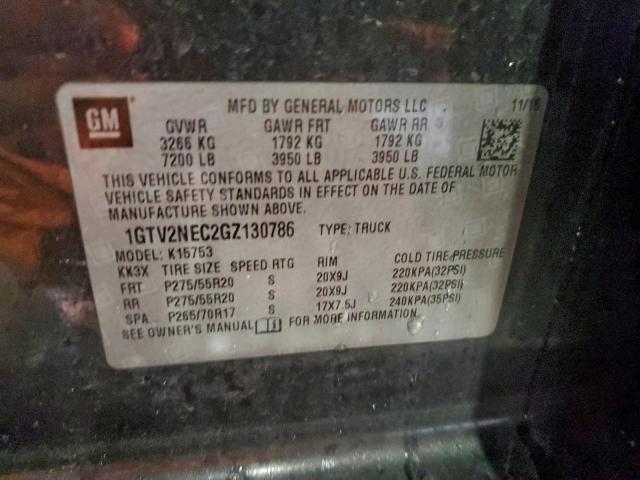 GM MFD BY GENERAL MOTORS LLC 11/15
GVWR GAWR FRT GAWR RR
3266 KG 1792 KG 1792 KG
7200 LB 3950 LB 3950 LB
THIS VEHICLE CONFORMS TO ALL APPLICABLE U.S. FEDERAL MOTOR
VEHICLE SAFETY STANDARDS IN EFFECT ON THE DATE OF
MANUFACTURE SHOWN ABOVE.
1GTV2NEC2GZ130786 TYPE: TRUCK
MODEL: K15753
KK3X TIRE SIZE SPEED RTG RIM COLD TIRE PRESSURE
FRT P275/55R20 S 20X9J 220KPA(32PSI)
RR P275/55R20 S 20X9J 220KPA(32PSI)
SPA P265/70R17 S 17X7.5J 240KPA(35PSI)
SEE OWNER'S MANUAL FOR MORE INFORMATION.